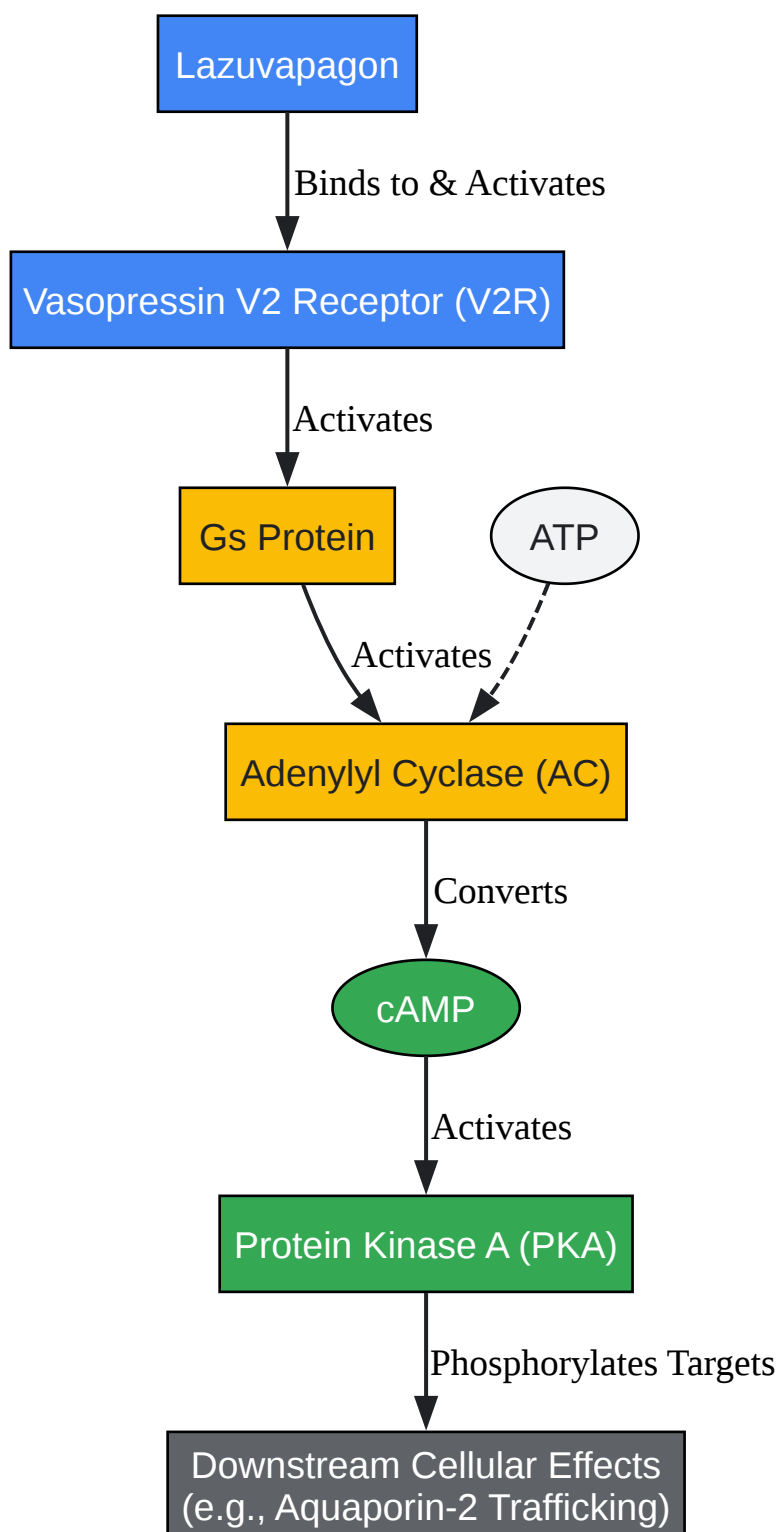 Lazuvapagon
Binds to & Activates
Vasopressin V2 Receptor (V2R)
Activates
Gs Protein
ATP
Activates
Adenylyl Cyclase (AC)
Converts
cAMP
Activates
Protein Kinase A (PKA)
Phosphorylates Targets
Downstream Cellular Effects
(e.g., Aquaporin-2 Trafficking)